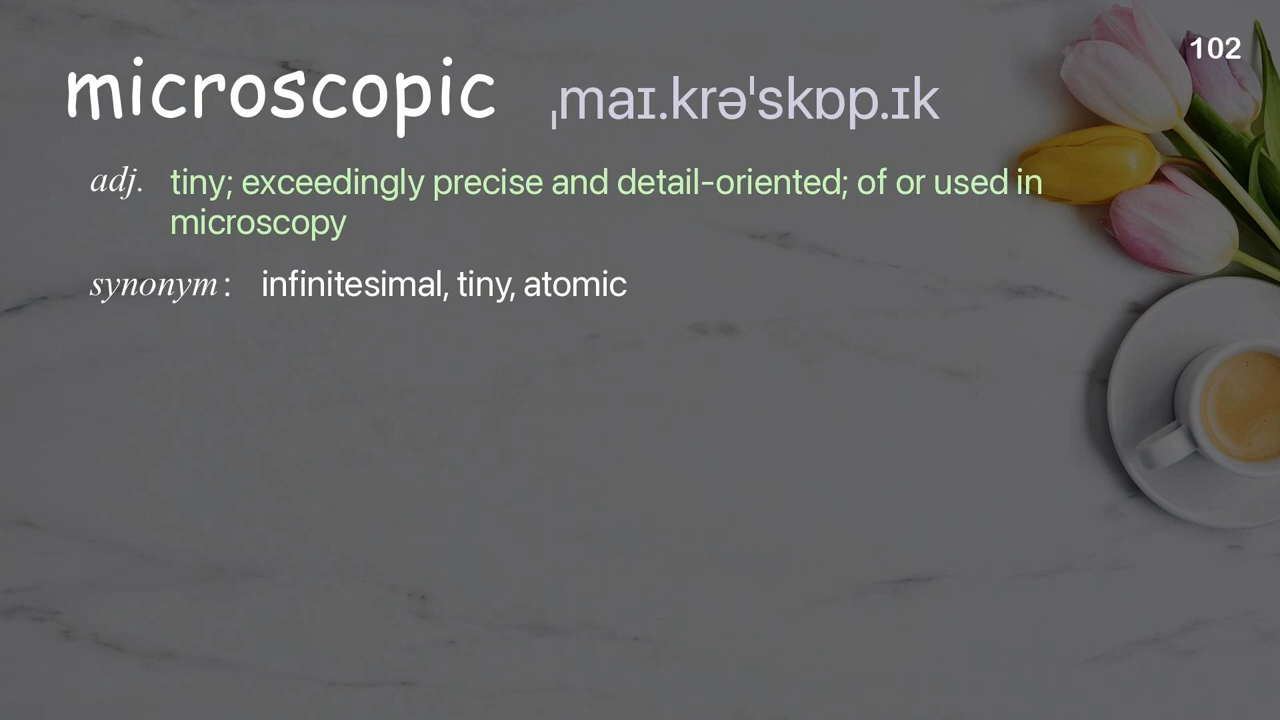 102
microscopic ˌmaɪ.krəˈskɒp.ɪk
adj. tiny; exceedingly precise and detail-oriented; of or used in
microscopy
synonym : infinitesimal, tiny, atomic